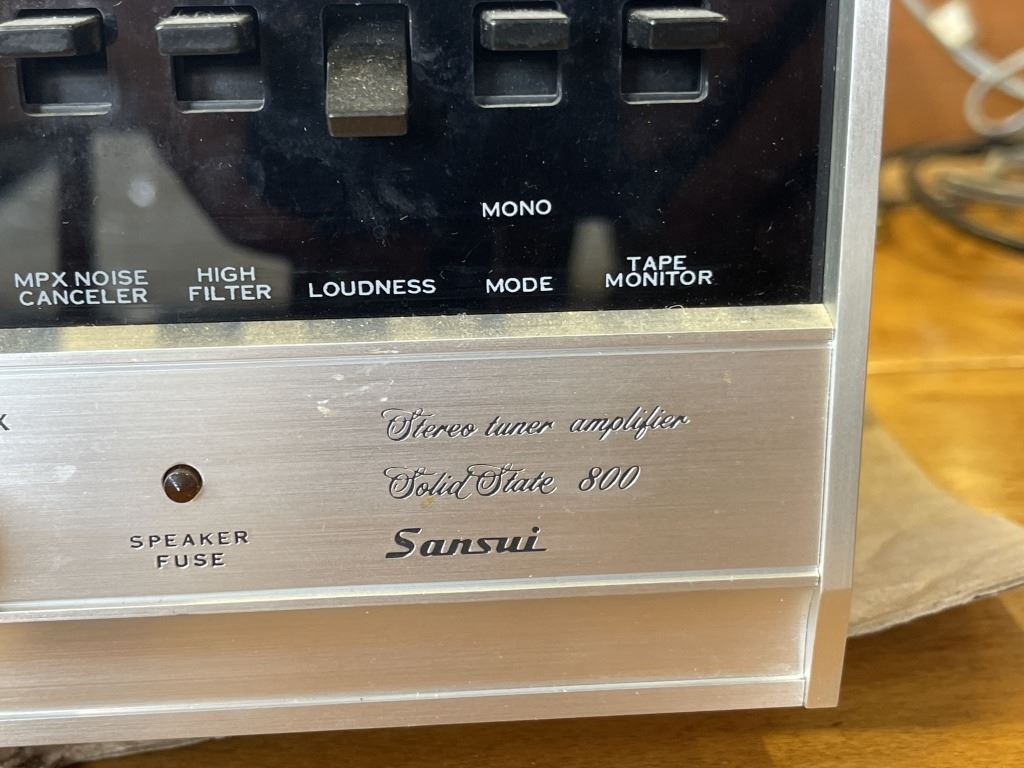 MONO
MPX NOISE
CANCELER
HIGH
FILTER
LOUDNESS
MODE
TAPE
MONITOR
Stereo tuner amplifier
Solid State 800
Sansui
SPEAKER
FUSE